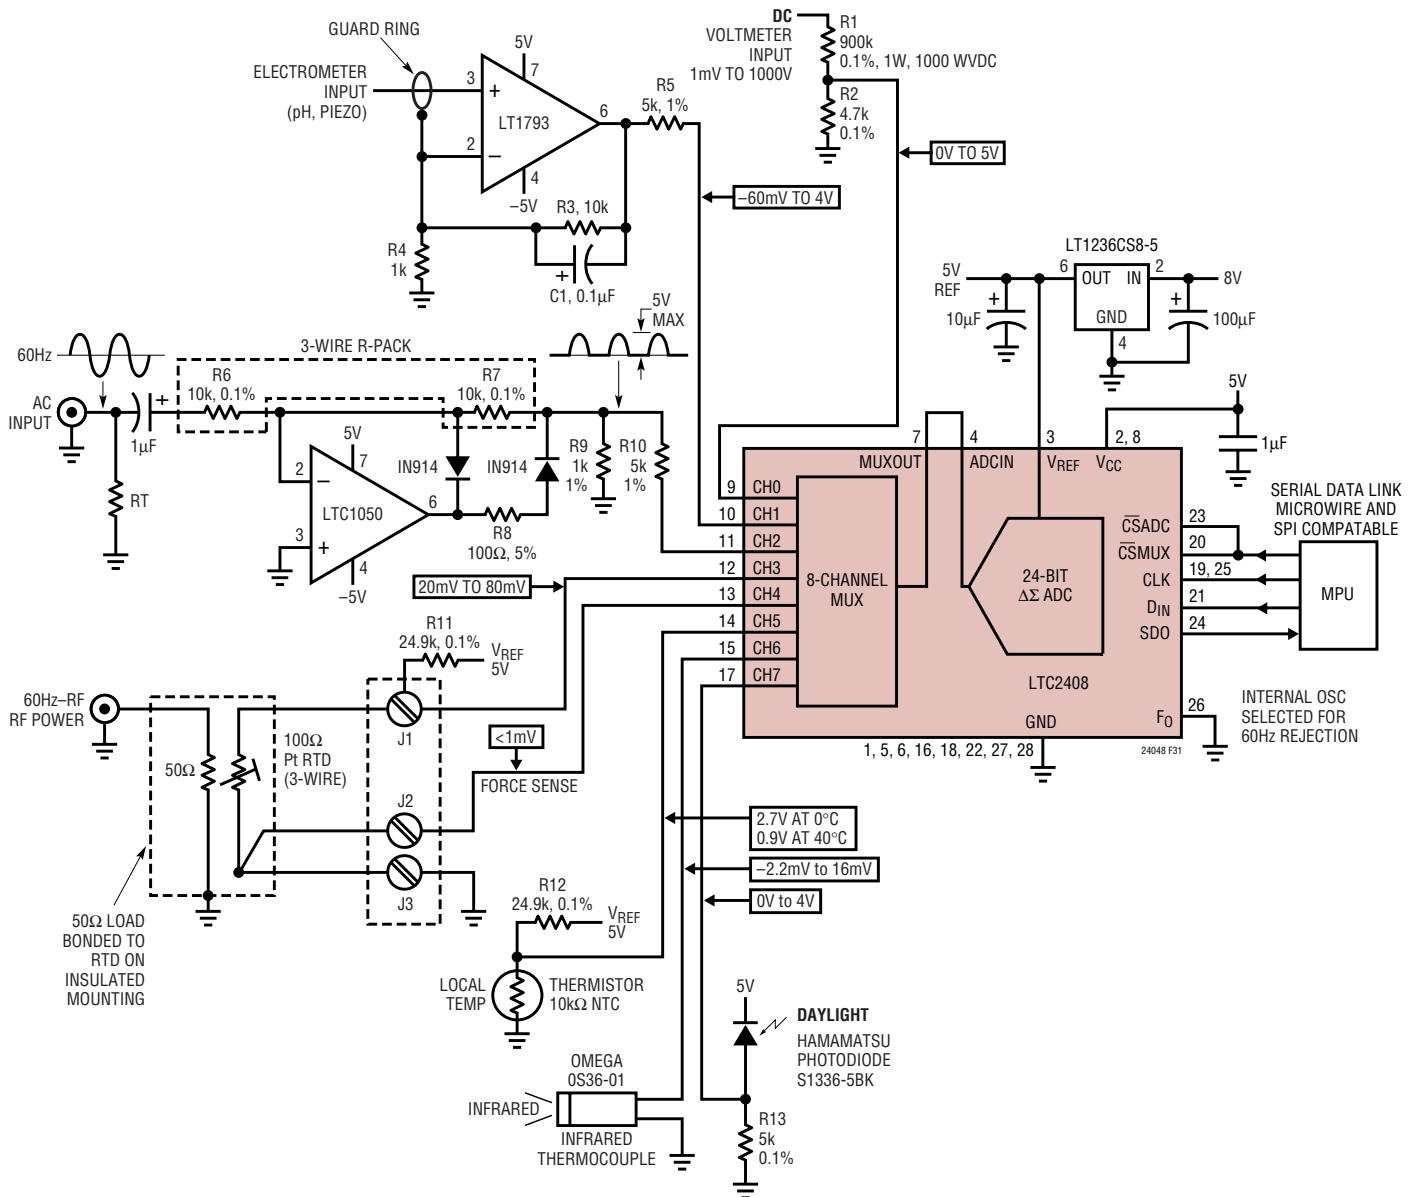 GUARD RING
ELECTROMETER
INPUT
(pH, PIEZO)
3
+
5V
7
LT1793
6
2
–
4
–5V
R5
5k, 1%
R3, 10k
R4
1k
+
C1, 0.1µF
–60mV TO 4V
DC
VOLTMETER
INPUT
1mV TO 1000V
R1
900k
0.1%, 1W, 1000 WVDC
R2
4.7k
0.1%
0V TO 5V
LT1236CS8-5
5V
REF
6
OUT
IN
2
8V
+
10µF
GND
4
+
100µF
5V
1µF
60Hz
AC
INPUT
+
1µF
RT
3-WIRE R-PACK
R6
10k, 0.1%
R7
10k, 0.1%
5V
MAX
5V
7
2
–
LTC1050
6
3
+
4
–5V
IN914
IN914
R8
100Ω, 5%
R9
1k
1%
R10
5k
1%
7
4
3
2, 8
MUXOUT
ADCIN
VREF
VCC
9
CH0
10
CH1
11
CH2
12
CH3
13
CH4
14
CH5
15
CH6
17
CH7
8-CHANNEL
MUX
24-BIT
ΔΣ ADC
LTC2408
CSADC
23
CSMUX
20
CLK
19, 25
DIN
21
SDO
24
FO
26
GND
1, 5, 6, 16, 18, 22, 27, 28
24048 F31
SERIAL DATA LINK
MICROWIRE AND
SPI COMPATABLE
MPU
INTERNAL OSC
SELECTED FOR
60Hz REJECTION
20mV TO 80mV
R11
24.9k, 0.1%
VREF
5V
60Hz–RF
RF POWER
50Ω
100Ω
Pt RTD
(3-WIRE)
J1
J2
J3
<1mV
FORCE SENSE
50Ω LOAD
BONDED TO
RTD ON
INSULATED
MOUNTING
2.7V AT 0°C
0.9V AT 40°C
–2.2mV to 16mV
0V to 4V
R12
24.9k, 0.1%
VREF
5V
LOCAL
TEMP
THERMISTOR
10kΩ NTC
5V
DAYLIGHT
HAMAMATSU
PHOTODIODE
S1336-5BK
OMEGA
0S36-01
INFRARED
INFRARED
THERMOCOUPLE
R13
5k
0.1%